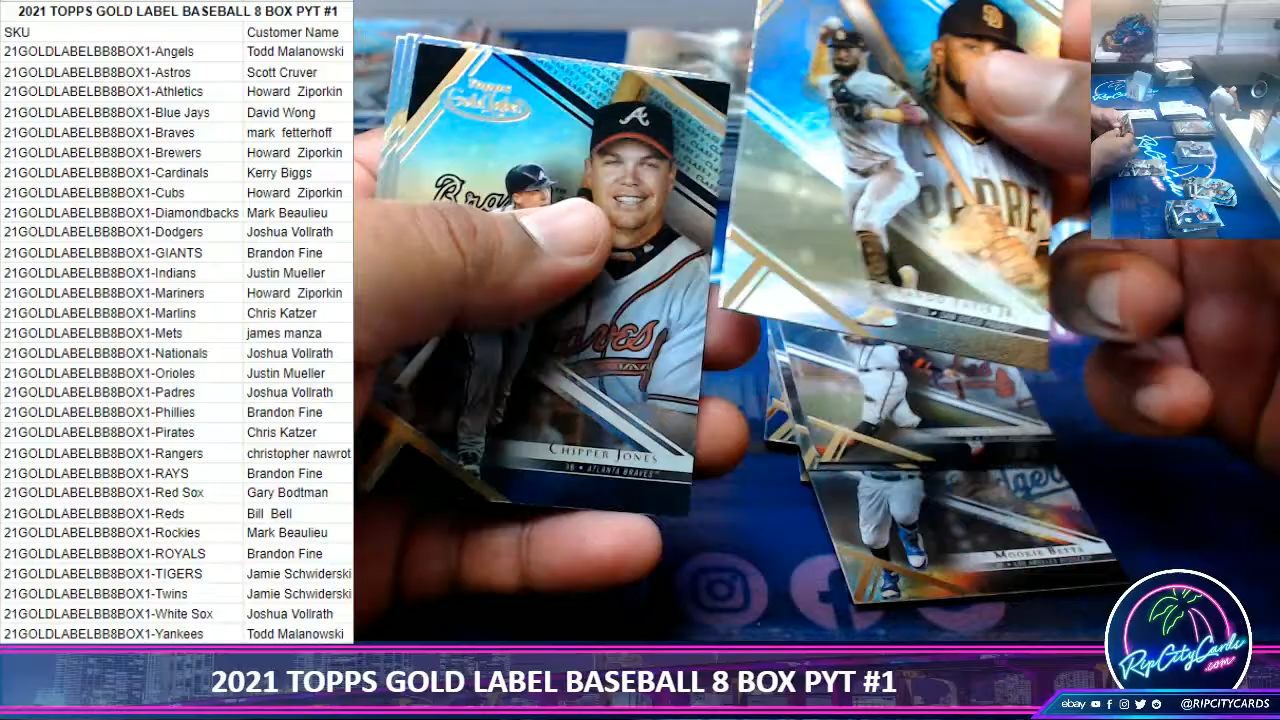 2021 TOPPS GOLD LABEL BASEBALL 8 BOX PYT #1
SKU Customer Name
21GOLDLABELBB8BOX1-Angels Todd Malanowski
21GOLDLABELBB8BOX1-Astros Scott Cruver
21GOLDLABELBB8BOX1-Athletics Howard Ziporkin
21GOLDLABELBB8BOX1-Blue Jays David Wong
21GOLDLABELBB8BOX1-Braves mark fetterhoff
21GOLDLABELBB8BOX1-Brewers Howard Ziporkin
21GOLDLABELBB8BOX1-Cardinals Kerry Biggs
21GOLDLABELBB8BOX1-Cubs Howard Ziporkin
21GOLDLABELBB8BOX1-Diamondbacks Mark Beaulieu
21GOLDLABELBB8BOX1-Dodgers Joshua Vollrath
21GOLDLABELBB8BOX1-GIANTS Brandon Fine
21GOLDLABELBB8BOX1-Indians Justin Mueller
21GOLDLABELBB8BOX1-Mariners Howard Ziporkin
21GOLDLABELBB8BOX1-Marlins Chris Katzer
21GOLDLABELBB8BOX1-Mets james manza
21GOLDLABELBB8BOX1-Nationals Joshua Vollrath
21GOLDLABELBB8BOX1-Orioles Justin Mueller
21GOLDLABELBB8BOX1-Padres Joshua Vollrath
21GOLDLABELBB8BOX1-Phillies Brandon Fine
21GOLDLABELBB8BOX1-Pirates Chris Katzer
21GOLDLABELBB8BOX1-Rangers christopher nawrot
21GOLDLABELBB8BOX1-RAYS Brandon Fine
21GOLDLABELBB8BOX1-Red Sox Gary Bodtman
21GOLDLABELBB8BOX1-Reds Bill Bell
21GOLDLABELBB8BOX1-Rockies Mark Beaulieu
21GOLDLABELBB8BOX1-ROYALS Brandon Fine
21GOLDLABELBB8BOX1-TIGERS Jamie Schwiderski
21GOLDLABELBB8BOX1-Twins Jamie Schwiderski
21GOLDLABELBB8BOX1-White Sox Joshua Vollrath
21GOLDLABELBB8BOX1-Yankees Todd Malanowski
Topps
Gold Label
CHIPPER JONES
3B • ATLANTA BRAVES
PADRE
MOOKIE BETTS
RipCityCards
.com
2021 TOPPS GOLD LABEL BASEBALL 8 BOX PYT #1
ebay @RIPCITYCARDS